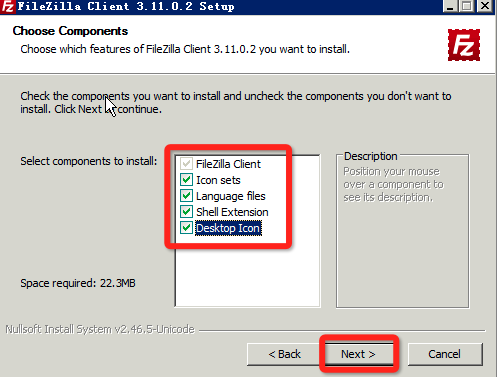 FileZilla Client 3.11.0.2 Setup
Choose Components
Choose which features of FileZilla Client 3.11.0.2 you want to install.
FZ
Check the components you want to install and uncheck the components you don't want to
install. Click Next to continue.
Select components to install:
FileZilla Client
Icon sets
Language files
Shell Extension
Desktop Icon
Description
Position your mouse
over a component to
see its description.
Space required: 22.3MB
Nullsoft Install System v2.46.5-Unicode
< Back
Next >
Cancel